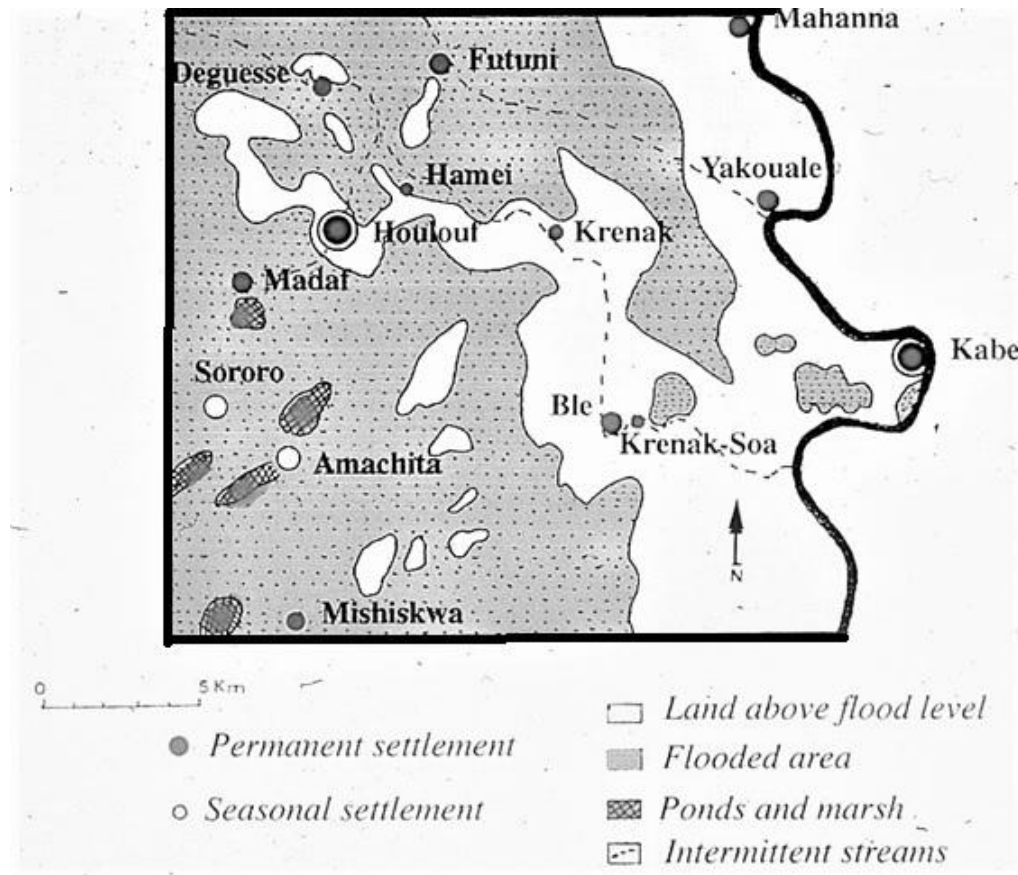 Mahanna
Futuni
Deguesse
Yakouale
Hamei
Houlouf
Krenak
Madaf
Kabe
Sororo
Ble
Krenak-Soa
Amachita
N
Mishiskwa
0 5 Km
Land above flood level
Permanent settlement
Flooded area
Seasonal settlement
Ponds and marsh
Intermittent streams